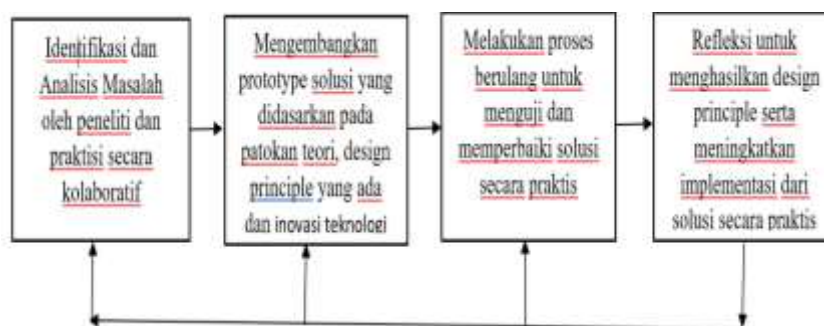 Identifikasi dan
Analisis Masalah
oleh peneliti dan
praktisi secara
kolaboratif
Mengembangkan
prototype solusi yang
didasarkan pada
patokan teori, design
principle yang ada
dan inovasi teknologi
Melakukan proses
berulang untuk
menguji dan
memperbaiki solusi
secara praktis
Refleksi untuk
menghasilkan design
principle serta
meningkatkan
implementasi dari
solusi secara praktis